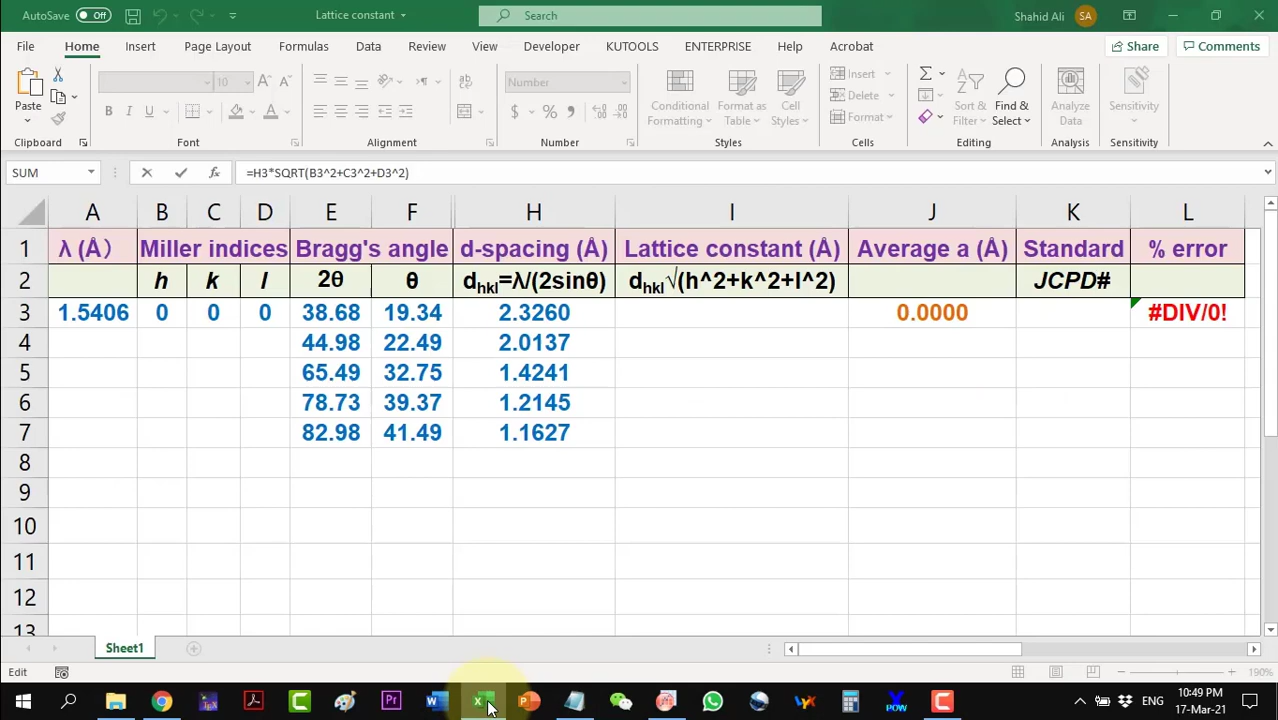 AutoSave Off Lattice constant Search Shahid Ali SA
File Home Insert Page Layout Formulas Data Review View Developer KUTOOLS ENTERPRISE Help Acrobat Share Comments
Paste 10 Number Conditional Formatting Format as Table Cell Styles Insert Delete Format Sort & Filter Find & Select Analyze Data Sensitivity
Clipboard Font Alignment Number Styles Cells Editing Analysis Sensitivity
SUM fx =H3*SQRT(B3^2+C3^2+D3^2)
A B C D E F H I J K L
1 λ (Å) Miller indices Bragg's angle d-spacing (Å) Lattice constant (Å) Average a (Å) Standard % error
2 h k l 2θ θ dhkl=λ/(2sinθ) dhkl√(h^2+k^2+l^2) JCPD#
3 1.5406 0 0 0 38.68 19.34 2.3260 0.0000 #DIV/0!
4 44.98 22.49 2.0137
5 65.49 32.75 1.4241
6 78.73 39.37 1.2145
7 82.98 41.49 1.1627
8
9
10
11
12
13
Sheet1
Edit 190%
ENG 10:49 PM
17-Mar-21